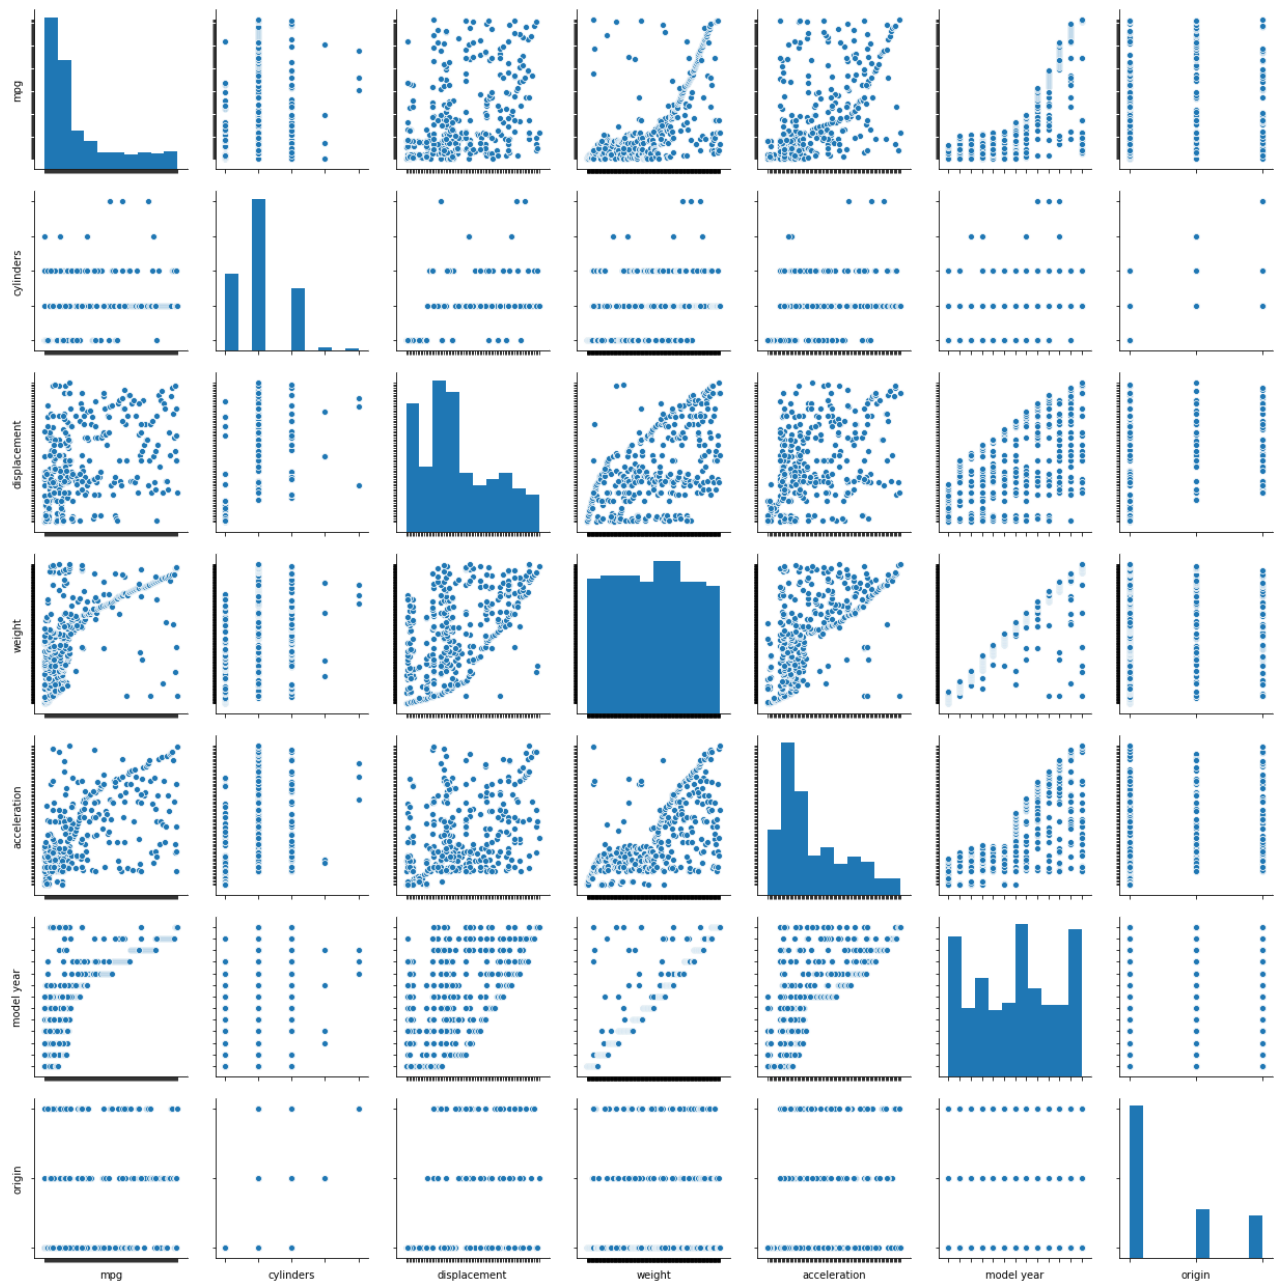 mpg
cylinders
displacement
weight
acceleration
model year
origin
mpg
cylinders
displacement
weight
acceleration
model year
origin